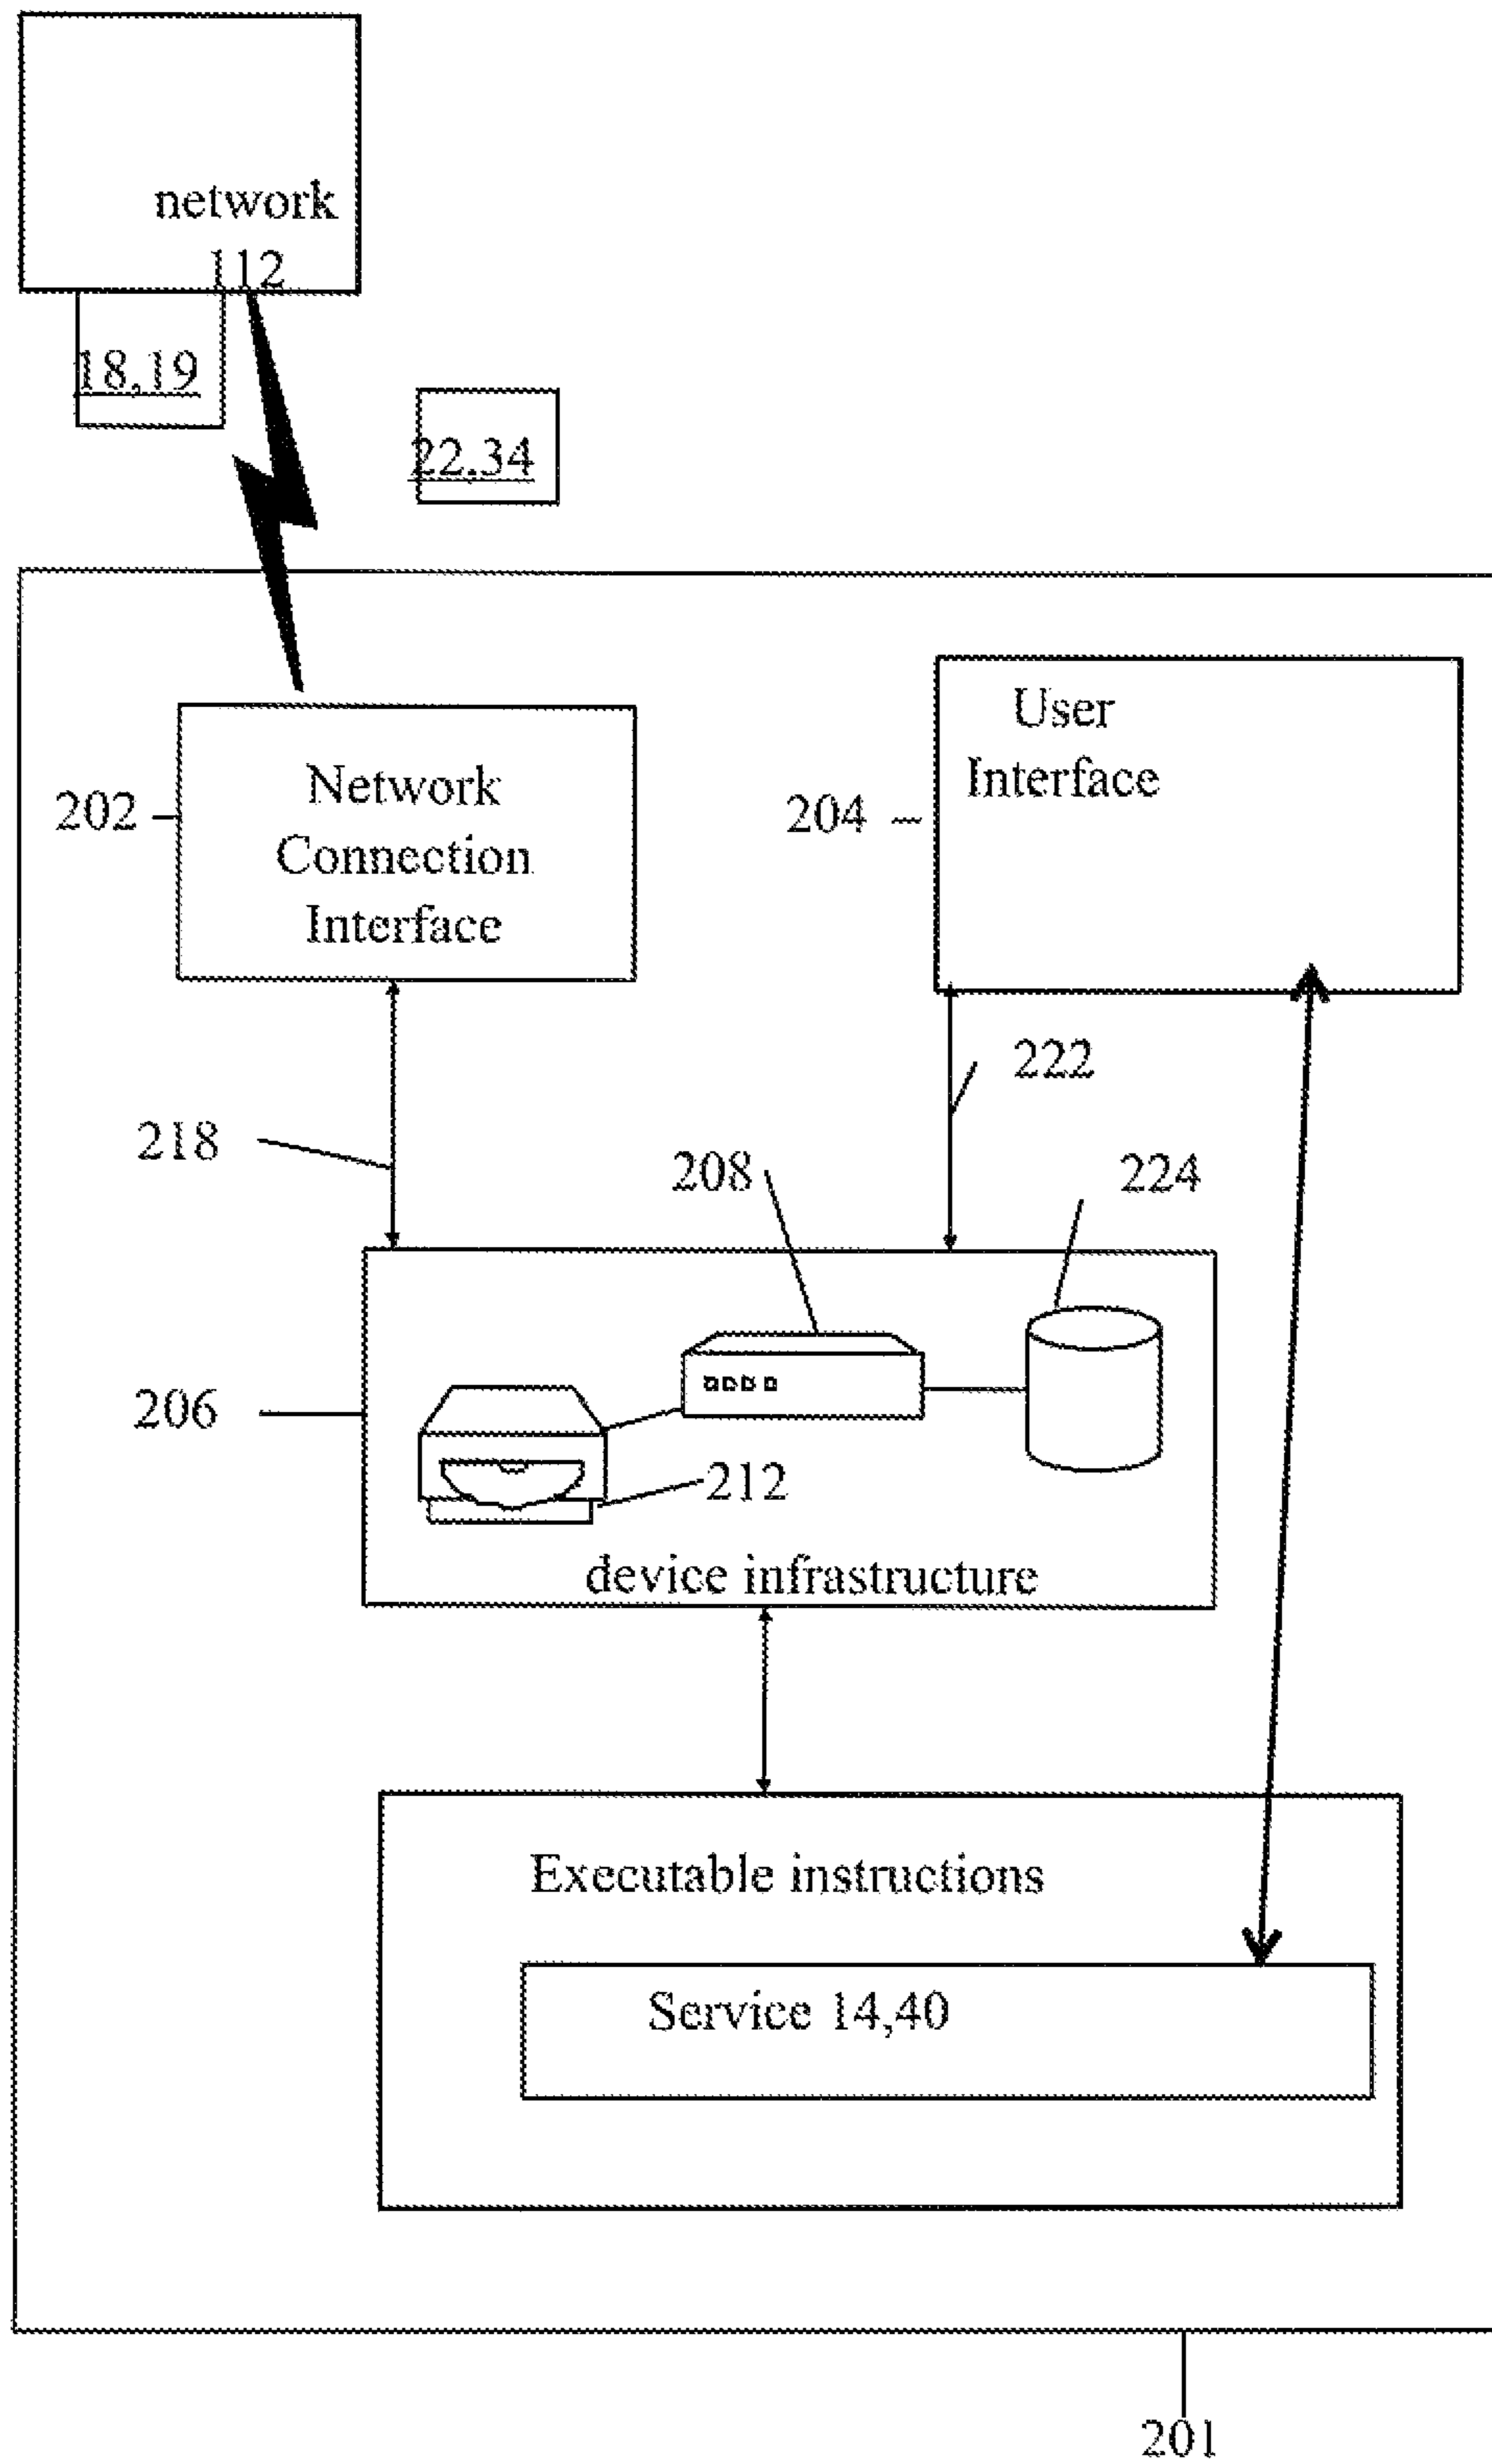 network
112
18,19
22,34
User
Interface
204
Network
Connection
Interface
202
222
218
208
224
206
212
device infrastructure
Executable instructions
Service 14,40
201